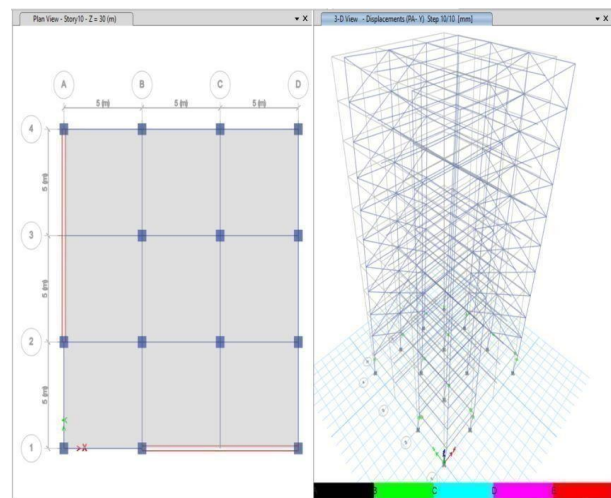 Plan View - Story10 - Z = 30 (m)
A
B
C
D
5 (m)
5 (m)
5 (m)
4
5 (m)
3
5 (m)
2
5 (m)
1
X
3-D View - Displacements (PA- Y) Step 10/10 [mm]
B
C
D
E